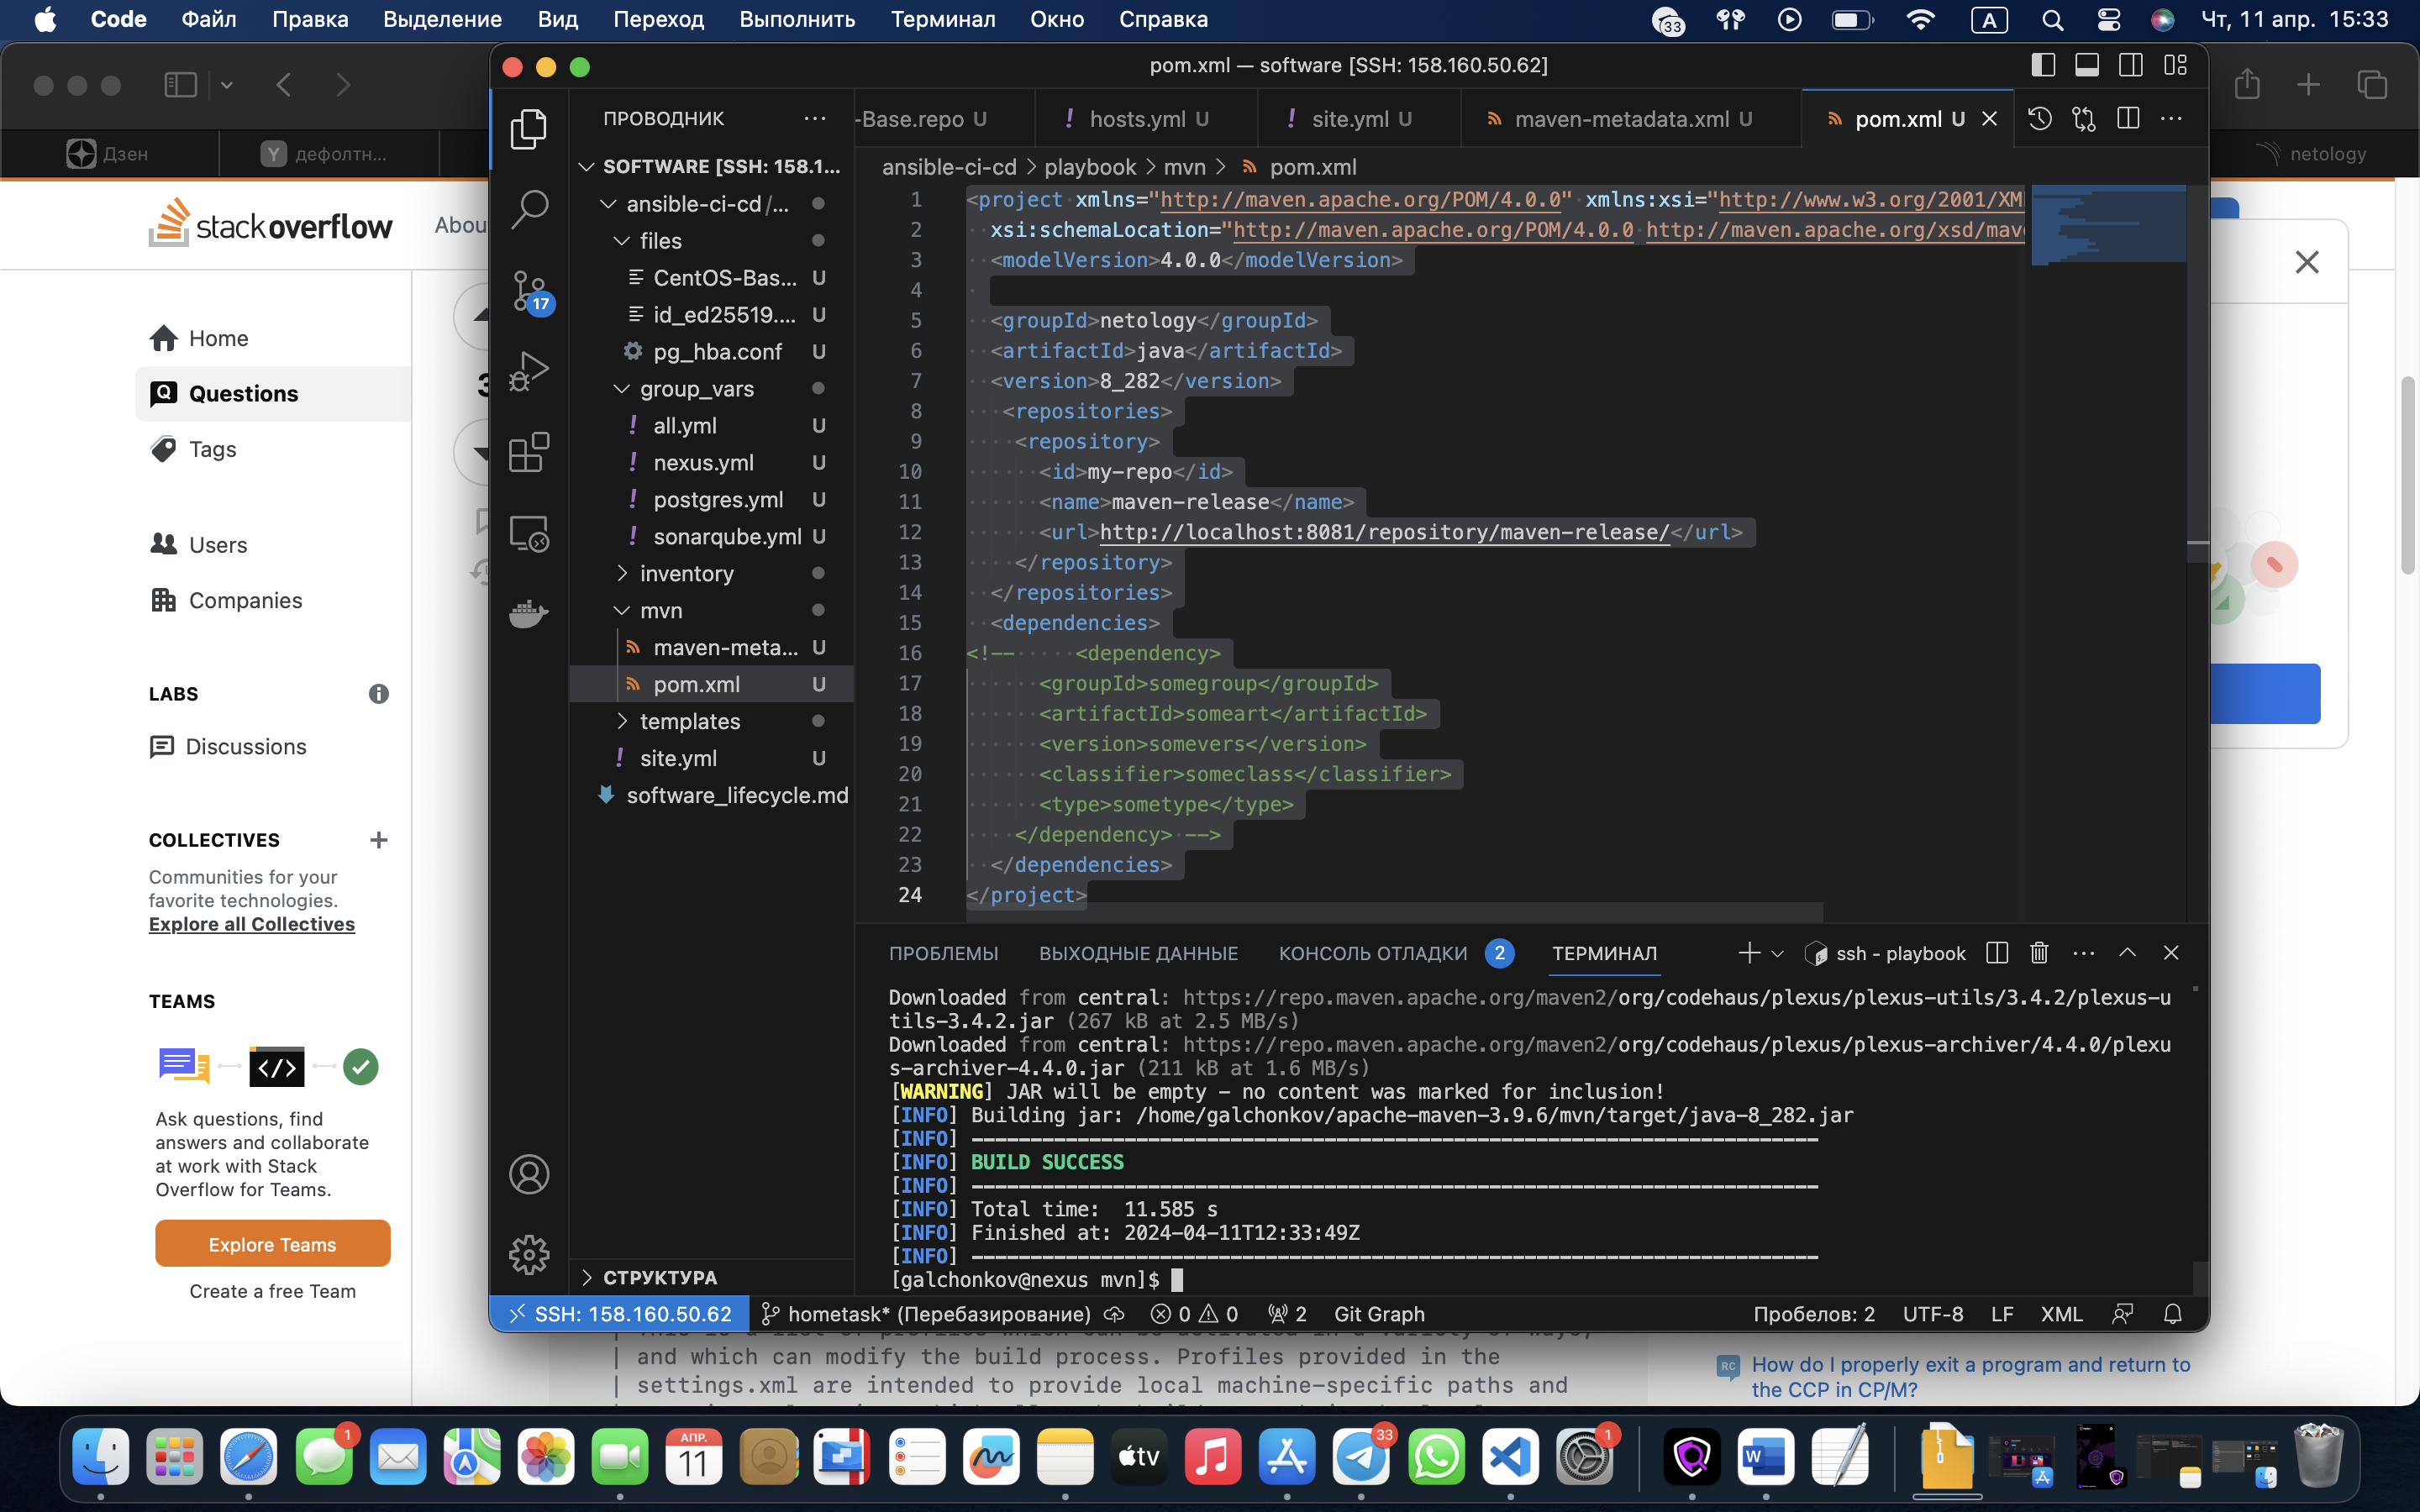 Code Файл Правка Выделение Вид Переход Выполнить Терминал Окно Справка 33 A Чт, 11 апр. 15:33
pom.xml — software [SSH: 158.160.50.62]
Дзен
Y дефолтн...
netology
stackoverflow
Abou
Home
Questions
Tags
Users
Companies
LABS
Discussions
COLLECTIVES
Communities for your
favorite technologies.
Explore all Collectives
TEAMS
Ask questions, find
answers and collaborate
at work with Stack
Overflow for Teams.
Explore Teams
Create a free Team
ПРОВОДНИК
SOFTWARE [SSH: 158.1...
ansible-ci-cd/...
files
CentOS-Bas... U
id_ed25519.... U
pg_hba.conf U
group_vars
! all.yml U
! nexus.yml U
! postgres.yml U
! sonarqube.yml U
inventory
mvn
maven-meta... U
pom.xml U
templates
! site.yml U
software_lifecycle.md
СТРУКТУРА
17
-Base.repo U
! hosts.yml U
! site.yml U
maven-metadata.xml U
pom.xml U
ansible-ci-cd > playbook > mvn > pom.xml
1 <project xmlns="http://maven.apache.org/POM/4.0.0" xmlns:xsi="http://www.w3.org/2001/XM
2 xsi:schemaLocation="http://maven.apache.org/POM/4.0.0 http://maven.apache.org/xsd/mav
3 <modelVersion>4.0.0</modelVersion>
4
5 <groupId>netology</groupId>
6 <artifactId>java</artifactId>
7 <version>8_282</version>
8 <repositories>
9 <repository>
10 <id>my-repo</id>
11 <name>maven-release</name>
12 <url>http://localhost:8081/repository/maven-release/</url>
13 </repository>
14 </repositories>
15 <dependencies>
16 <!-- <dependency>
17 <groupId>somegroup</groupId>
18 <artifactId>someart</artifactId>
19 <version>somevers</version>
20 <classifier>someclass</classifier>
21 <type>sometype</type>
22 </dependency> -->
23 </dependencies>
24 </project>
ПРОБЛЕМЫ ВЫХОДНЫЕ ДАННЫЕ КОНСОЛЬ ОТЛАДКИ 2 ТЕРМИНАЛ ssh - playbook
Downloaded from central: https://repo.maven.apache.org/maven2/org/codehaus/plexus/plexus-utils/3.4.2/plexus-u
tils-3.4.2.jar (267 kB at 2.5 MB/s)
Downloaded from central: https://repo.maven.apache.org/maven2/org/codehaus/plexus/plexus-archiver/4.4.0/plexu
s-archiver-4.4.0.jar (211 kB at 1.6 MB/s)
[WARNING] JAR will be empty - no content was marked for inclusion!
[INFO] Building jar: /home/galchonkov/apache-maven-3.9.6/mvn/target/java-8_282.jar
[INFO] ------------------------------------------------------------------------
[INFO] BUILD SUCCESS
[INFO] ------------------------------------------------------------------------
[INFO] Total time:  11.585 s
[INFO] Finished at: 2024-04-11T12:33:49Z
[INFO] ------------------------------------------------------------------------
[galchonkov@nexus mvn]$
SSH: 158.160.50.62 hometask* (Перебазирование) 0 0 2 Git Graph Пробелов: 2 UTF-8 LF XML
| and which can modify the build process. Profiles provided in the
| settings.xml are intended to provide local machine-specific paths and
RC How do I properly exit a program and return to
the CCP in CP/M?
1
АПР.
11
tv
33
1
W